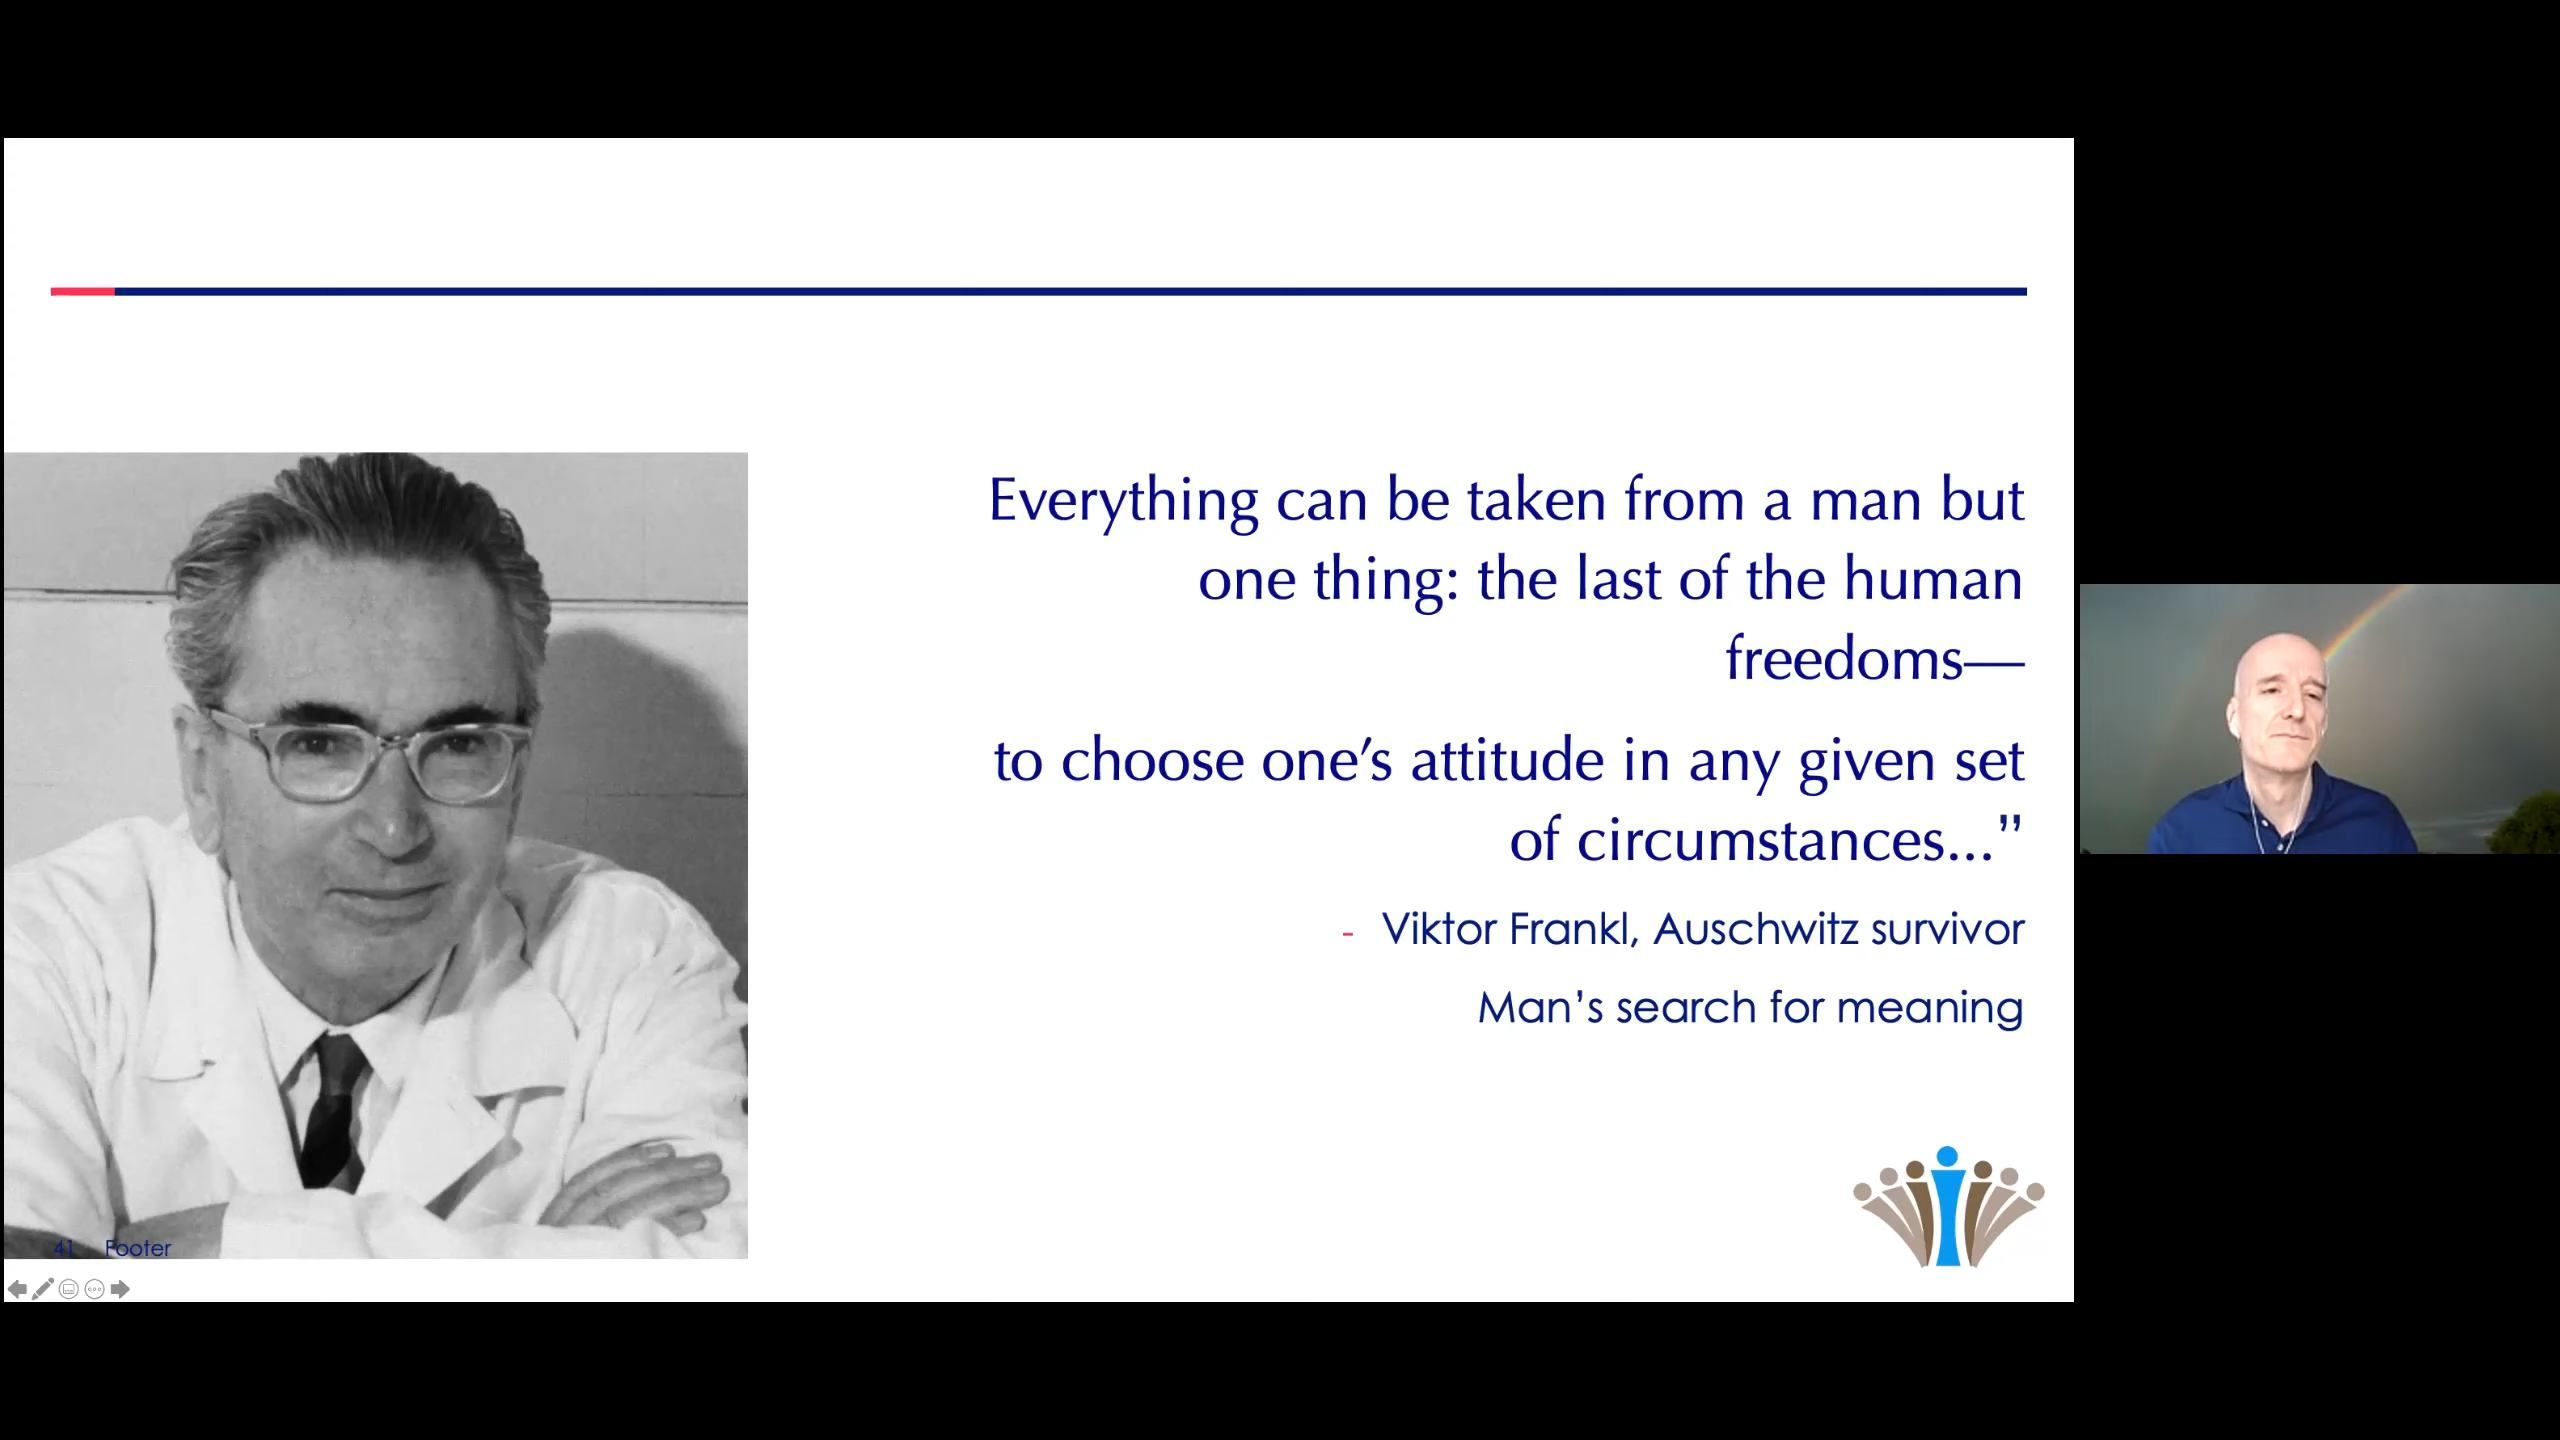 Everything can be taken from a man but
one thing: the last of the human
freedoms—
to choose one’s attitude in any given set
of circumstances...”
- Viktor Frankl, Auschwitz survivor
Man’s search for meaning
41 Footer